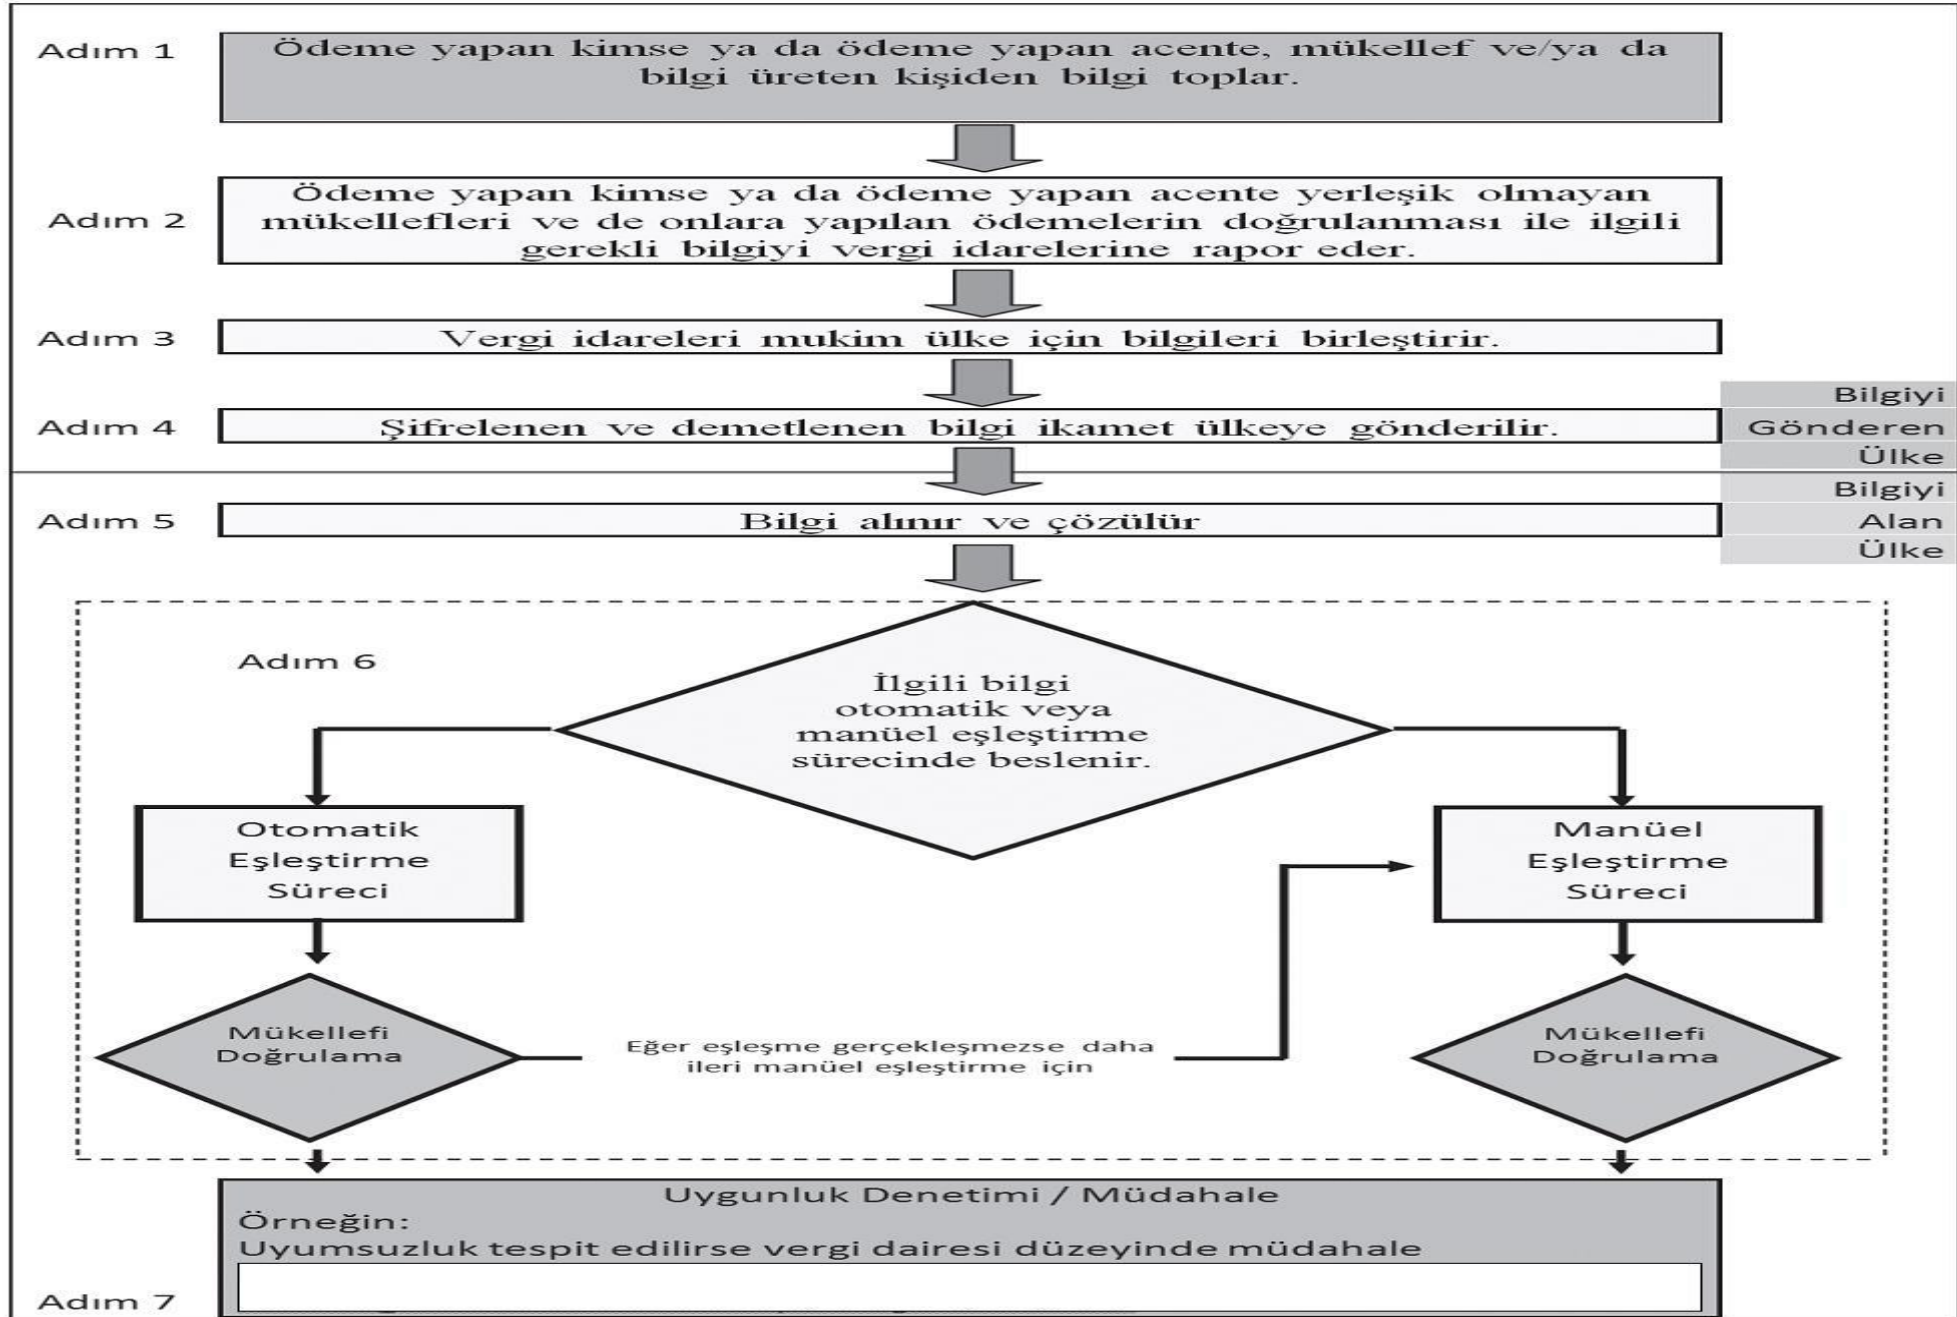 Adım 1
Ödeme yapan kimse ya da ödeme yapan acente, mükellef ve/ya da
bilgi üreten kişiden bilgi toplar.
Adım 2
Ödeme yapan kimse ya da ödeme yapan acente yerleşik olmayan
mükellefleri ve de onlara yapılan ödemelerin doğrulanması ile ilgili
gerekli bilgiyi vergi idarelerine rapor eder.
Adım 3
Vergi idareleri mukim ülke için bilgileri birleştirir.
Adım 4
Şifrelenen ve demetlenen bilgi ikamet ülkeye gönderilir.
Bilgiyi
Gönderen
Ülke
Adım 5
Bilgi alınır ve çözülür
Bilgiyi
Alan
Ülke
Adım 6
İlgili bilgi
otomatik veya
manüel eşleştirme
sürecinde beslenir.
Otomatik
Eşleştirme
Süreci
Manüel
Eşleştirme
Süreci
Mükellefi
Doğrulama
Eğer eşleşme gerçekleşmezse daha
ileri manüel eşleştirme için
Mükellefi
Doğrulama
Uygunluk Denetimi / Müdahale
Örneğin:
Uyumsuzluk tespit edilirse vergi dairesi düzeyinde müdahale
Adım 7